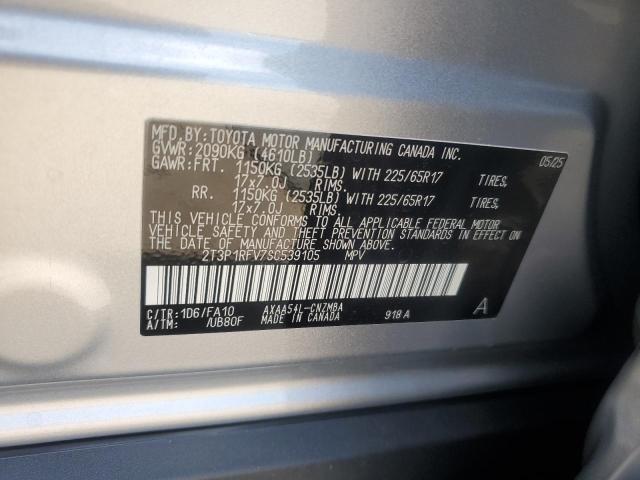 MFD.BY:TOYOTA MOTOR MANUFACTURING CANADA INC.
GVWR:2090KG (4610LB) 05/25
GAWR:FRT. 1150KG (2535LB) WITH 225/65R17 TIRES,
17x7.0J RIMS.
RR. 1150KG (2535LB) WITH 225/65R17 TIRES,
17x7.0J RIMS.
THIS VEHICLE CONFORMS TO ALL APPLICABLE FEDERAL MOTOR
VEHICLE SAFETY AND THEFT PREVENTION STANDARDS IN EFFECT ON
THE DATE OF MANUFACTURE SHOWN ABOVE.
2T3P1RFV7SC539105 MPV
C/TR:1D6/FA10 AXAA54L-CNZMBA A
A/TM: /UB80F MADE IN CANADA 918A